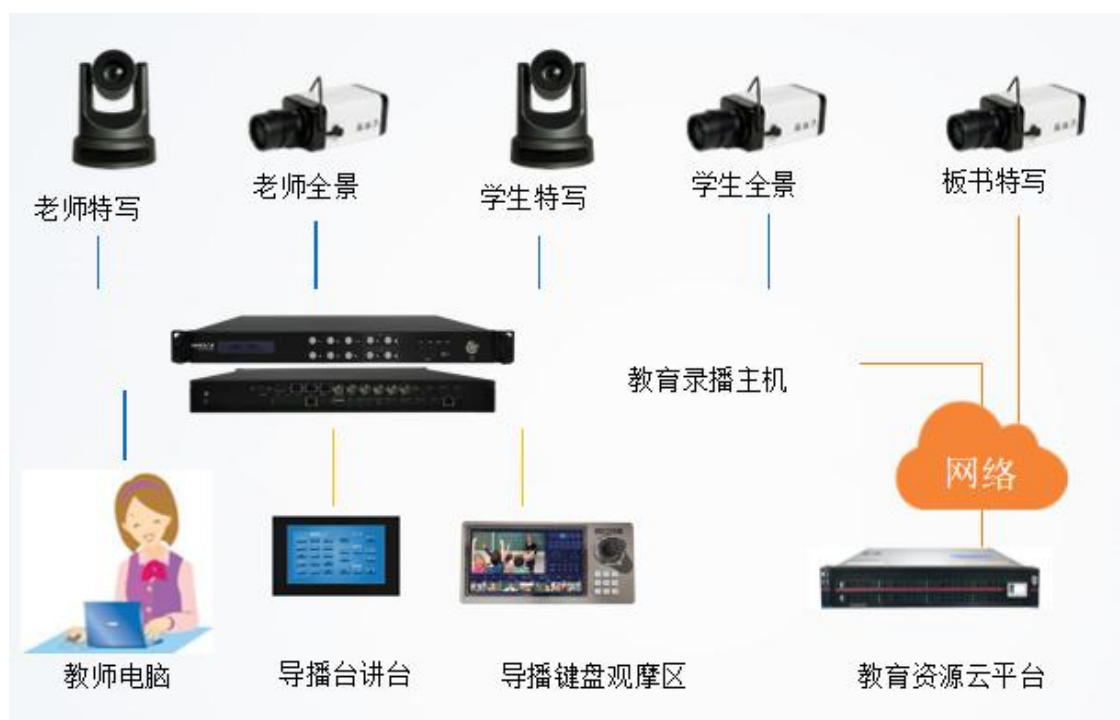 老师特写
老师全景
学生特写
学生全景
板书特写
教育录播主机
网络
教师电脑
导播台讲台
导播键盘观摩区
教育资源云平台